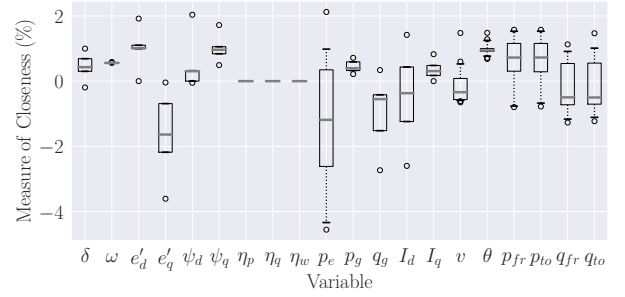 Measure of Closeness (%)
2
0
−2
−4
δ ω e′d e′q ψd ψq ηp ηq ηw pe pg qg Id Iq v θ pfr pto qfr qto
Variable